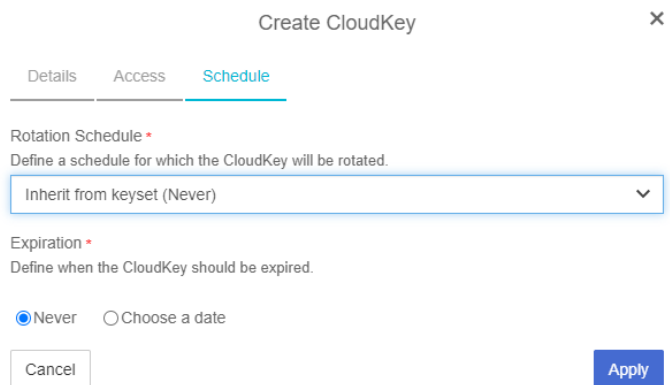 Create CloudKey
Details Access Schedule
Rotation Schedule *
Define a schedule for which the CloudKey will be rotated.
Inherit from keyset (Never)
Expiration *
Define when the CloudKey should be expired.
Never Choose a date
Cancel Apply